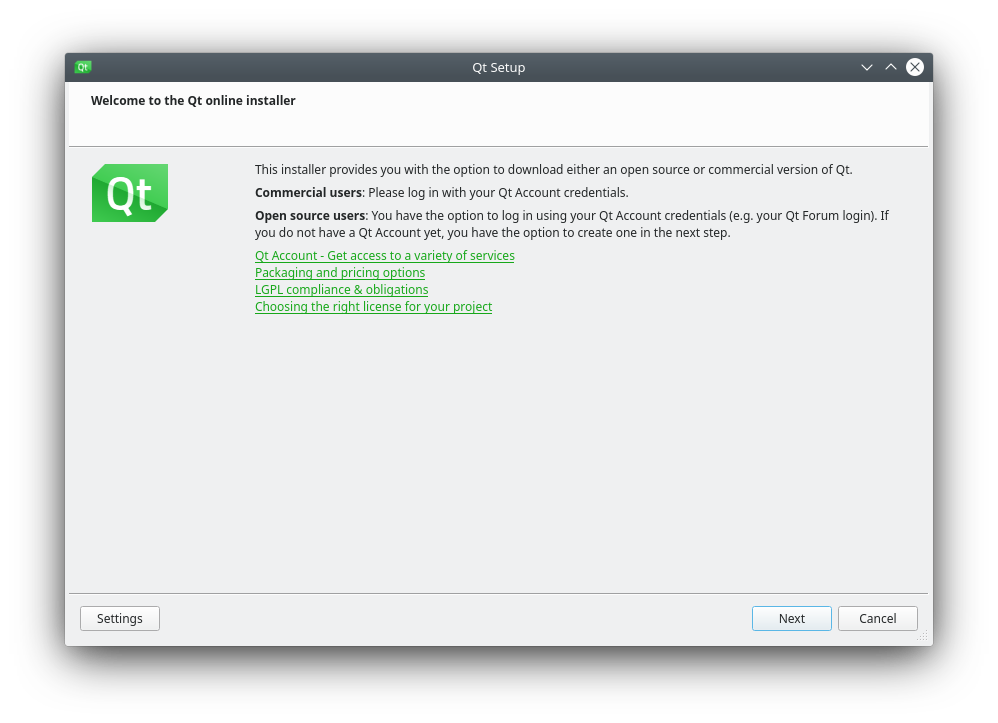 Qt
Qt Setup
Welcome to the Qt online installer
Qt
This installer provides you with the option to download either an open source or commercial version of Qt.
Commercial users: Please log in with your Qt Account credentials.
Open source users: You have the option to log in using your Qt Account credentials (e.g. your Qt Forum login). If
you do not have a Qt Account yet, you have the option to create one in the next step.
Qt Account - Get access to a variety of services
Packaging and pricing options
LGPL compliance & obligations
Choosing the right license for your project
Settings
Next
Cancel